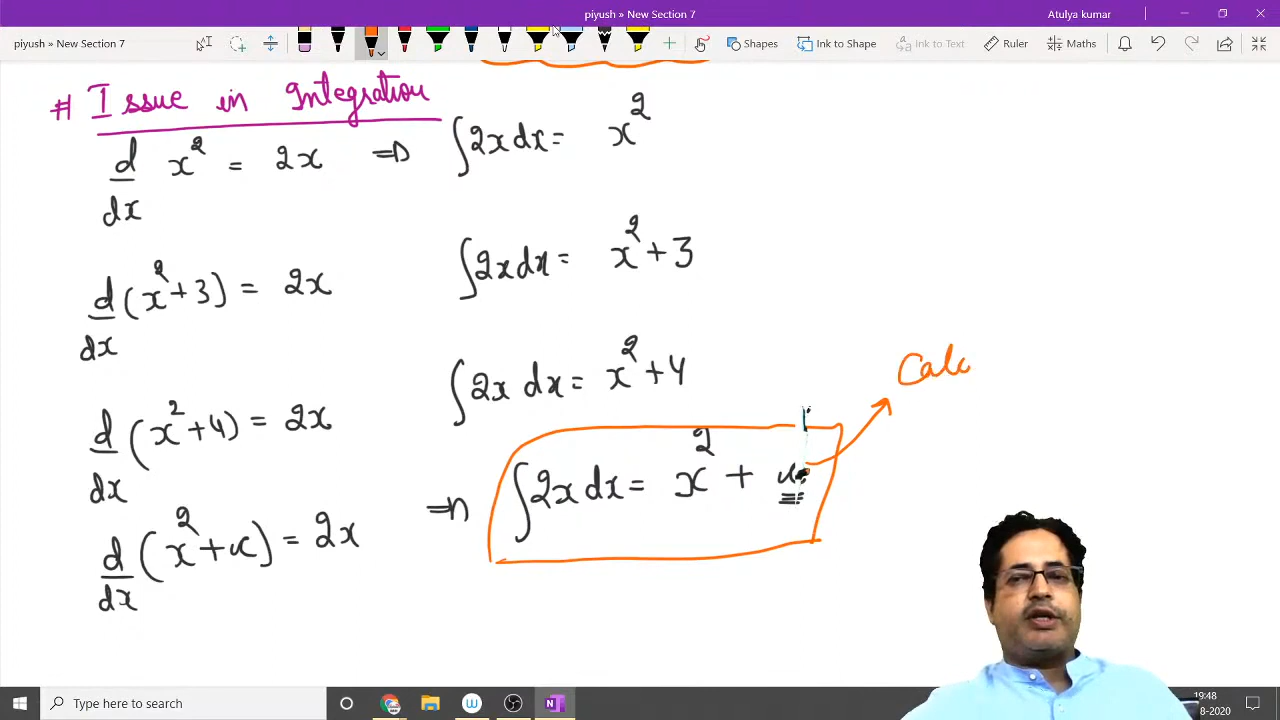 piyush » New Section 7
Atulya kumar
piyush » New Section 7
Shapes
Ink to Shape
Ink to Text
Ruler
Maths
# Issue in Integration
d/dx x² = 2x ⇒ ∫2x dx = x²
d/dx (x²+3) = 2x ∫2x dx = x²+3
d/dx (x²+4) = 2x ∫2x dx = x²+4
Calc
d/dx (x²+κ) = 2x ⇒ ∫2x dx = x² +
Type here to search
19:48
8-2020